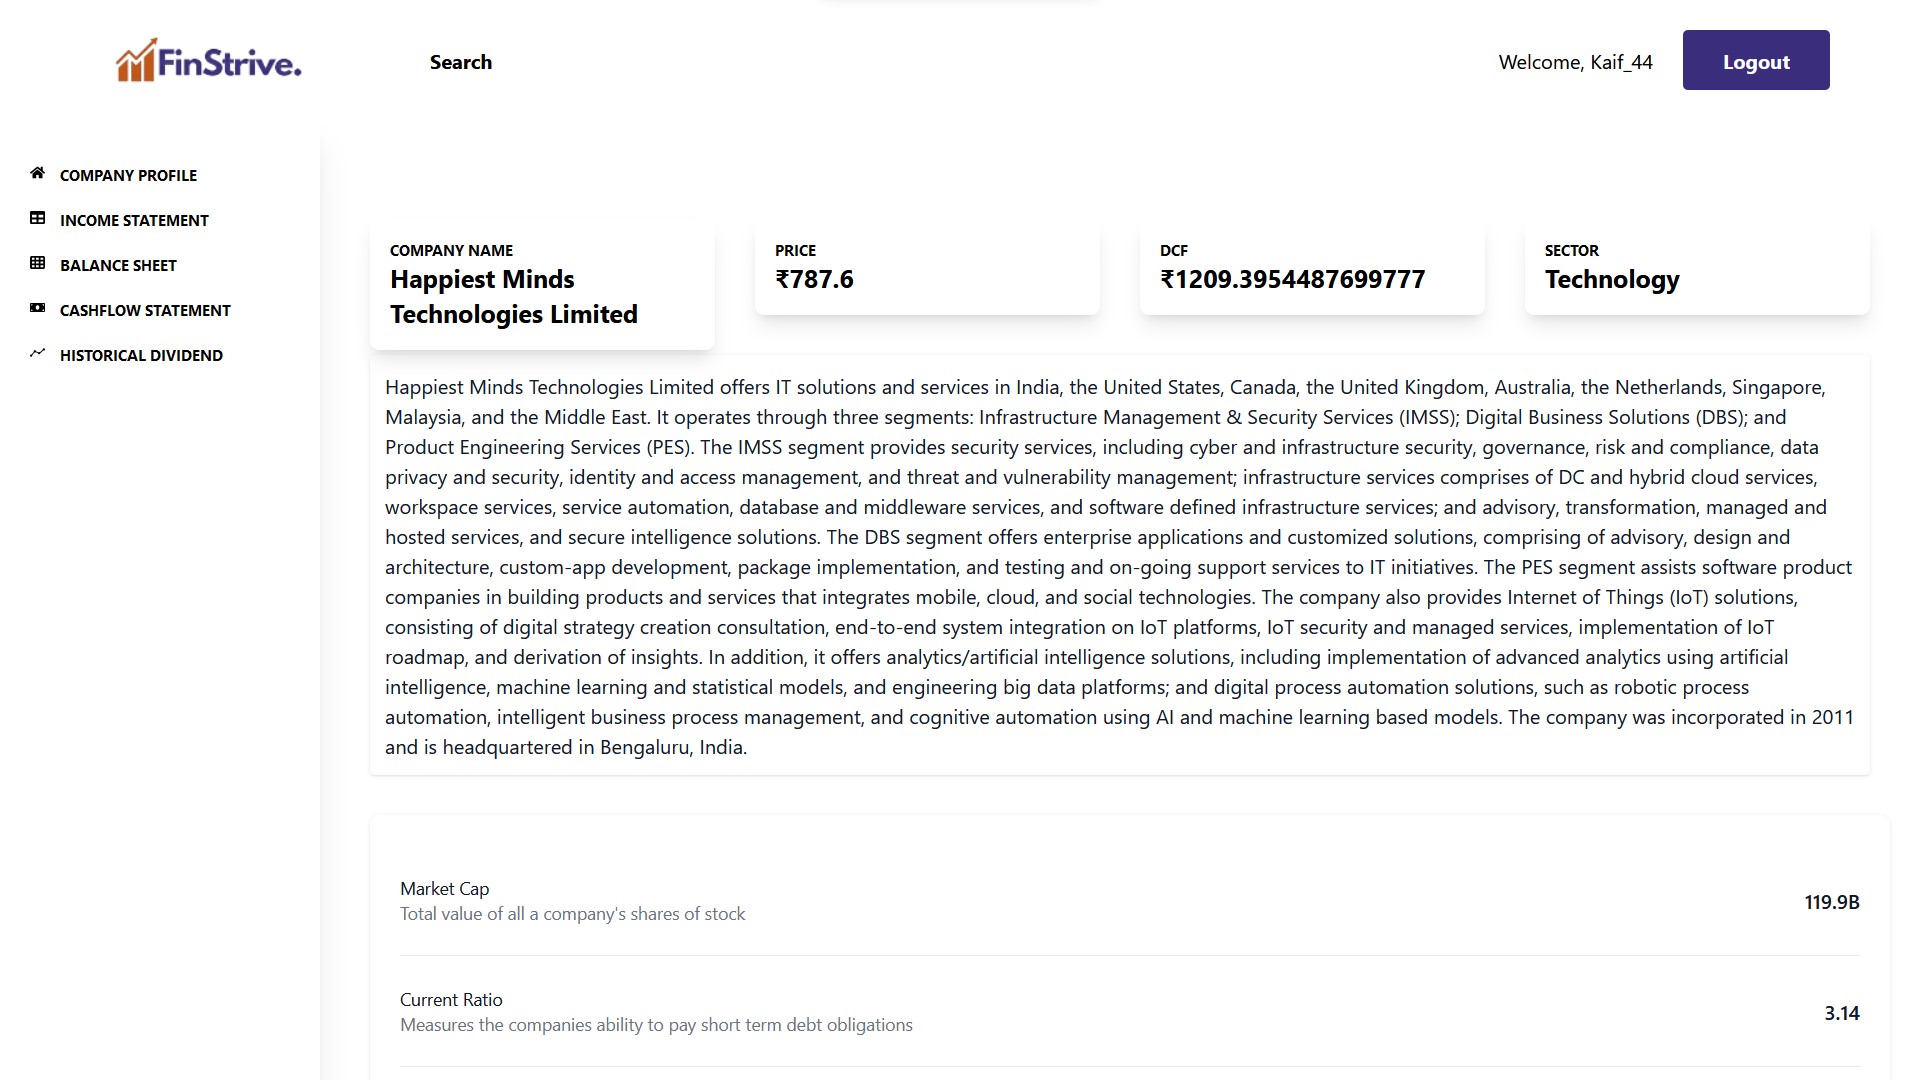 FinStrive.
Search
Welcome, Kaif_44
Logout
COMPANY PROFILE
INCOME STATEMENT
BALANCE SHEET
CASHFLOW STATEMENT
HISTORICAL DIVIDEND
COMPANY NAME
Happiest Minds
Technologies Limited
PRICE
₹787.6
DCF
₹1209.3954487699777
SECTOR
Technology
Happiest Minds Technologies Limited offers IT solutions and services in India, the United States, Canada, the United Kingdom, Australia, the Netherlands, Singapore,
Malaysia, and the Middle East. It operates through three segments: Infrastructure Management & Security Services (IMSS); Digital Business Solutions (DBS); and
Product Engineering Services (PES). The IMSS segment provides security services, including cyber and infrastructure security, governance, risk and compliance, data
privacy and security, identity and access management, and threat and vulnerability management; infrastructure services comprises of DC and hybrid cloud services,
workspace services, service automation, database and middleware services, and software defined infrastructure services; and advisory, transformation, managed and
hosted services, and secure intelligence solutions. The DBS segment offers enterprise applications and customized solutions, comprising of advisory, design and
architecture, custom-app development, package implementation, and testing and on-going support services to IT initiatives. The PES segment assists software product
companies in building products and services that integrates mobile, cloud, and social technologies. The company also provides Internet of Things (IoT) solutions,
consisting of digital strategy creation consultation, end-to-end system integration on IoT platforms, IoT security and managed services, implementation of IoT
roadmap, and derivation of insights. In addition, it offers analytics/artificial intelligence solutions, including implementation of advanced analytics using artificial
intelligence, machine learning and statistical models, and engineering big data platforms; and digital process automation solutions, such as robotic process
automation, intelligent business process management, and cognitive automation using AI and machine learning based models. The company was incorporated in 2011
and is headquartered in Bengaluru, India.
Market Cap
Total value of all a company's shares of stock
119.9B
Current Ratio
Measures the companies ability to pay short term debt obligations
3.14